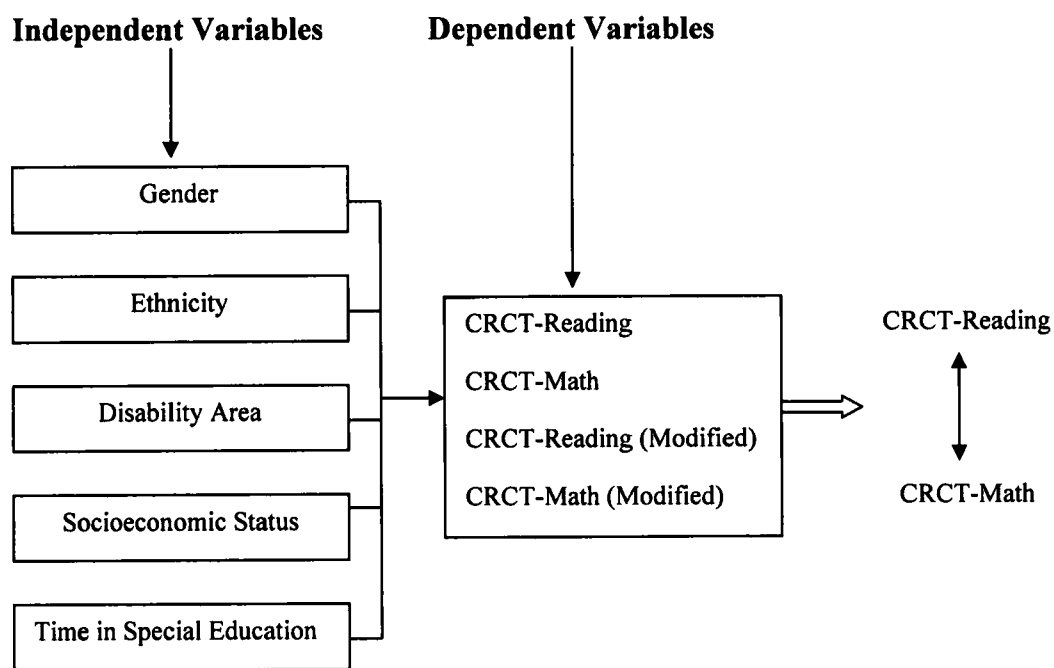 Independent Variables
Dependent Variables
Gender
Ethnicity
Disability Area
Socioeconomic Status
Time in Special Education
CRCT-Reading
CRCT-Math
CRCT-Reading (Modified)
CRCT-Math (Modified)
CRCT-Reading
CRCT-Math